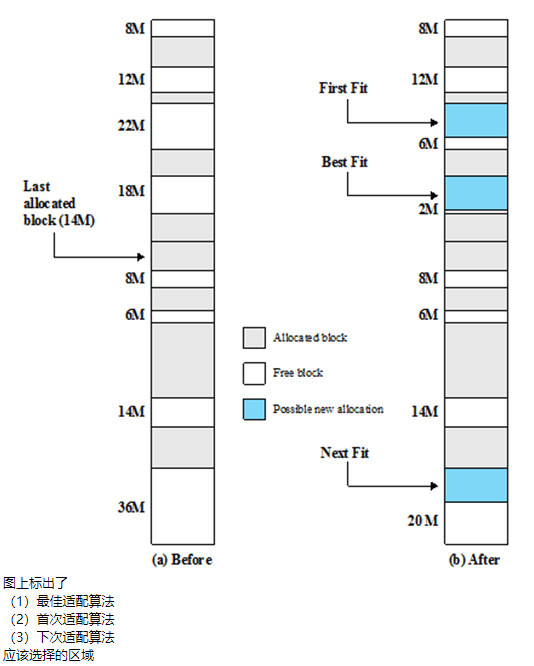 8M
12M
22M
18M
Last
allocated
block (14M)
8M
6M
14M
36M
(a) Before
8M
12M
First Fit
6M
Best Fit
2M
8M
6M
Allocated block
Free block
Possible new allocation
14M
Next Fit
20 M
(b) After
图上标出了
（1）最佳适配算法
（2）首次适配算法
（3）下次适配算法
应该选择的区域